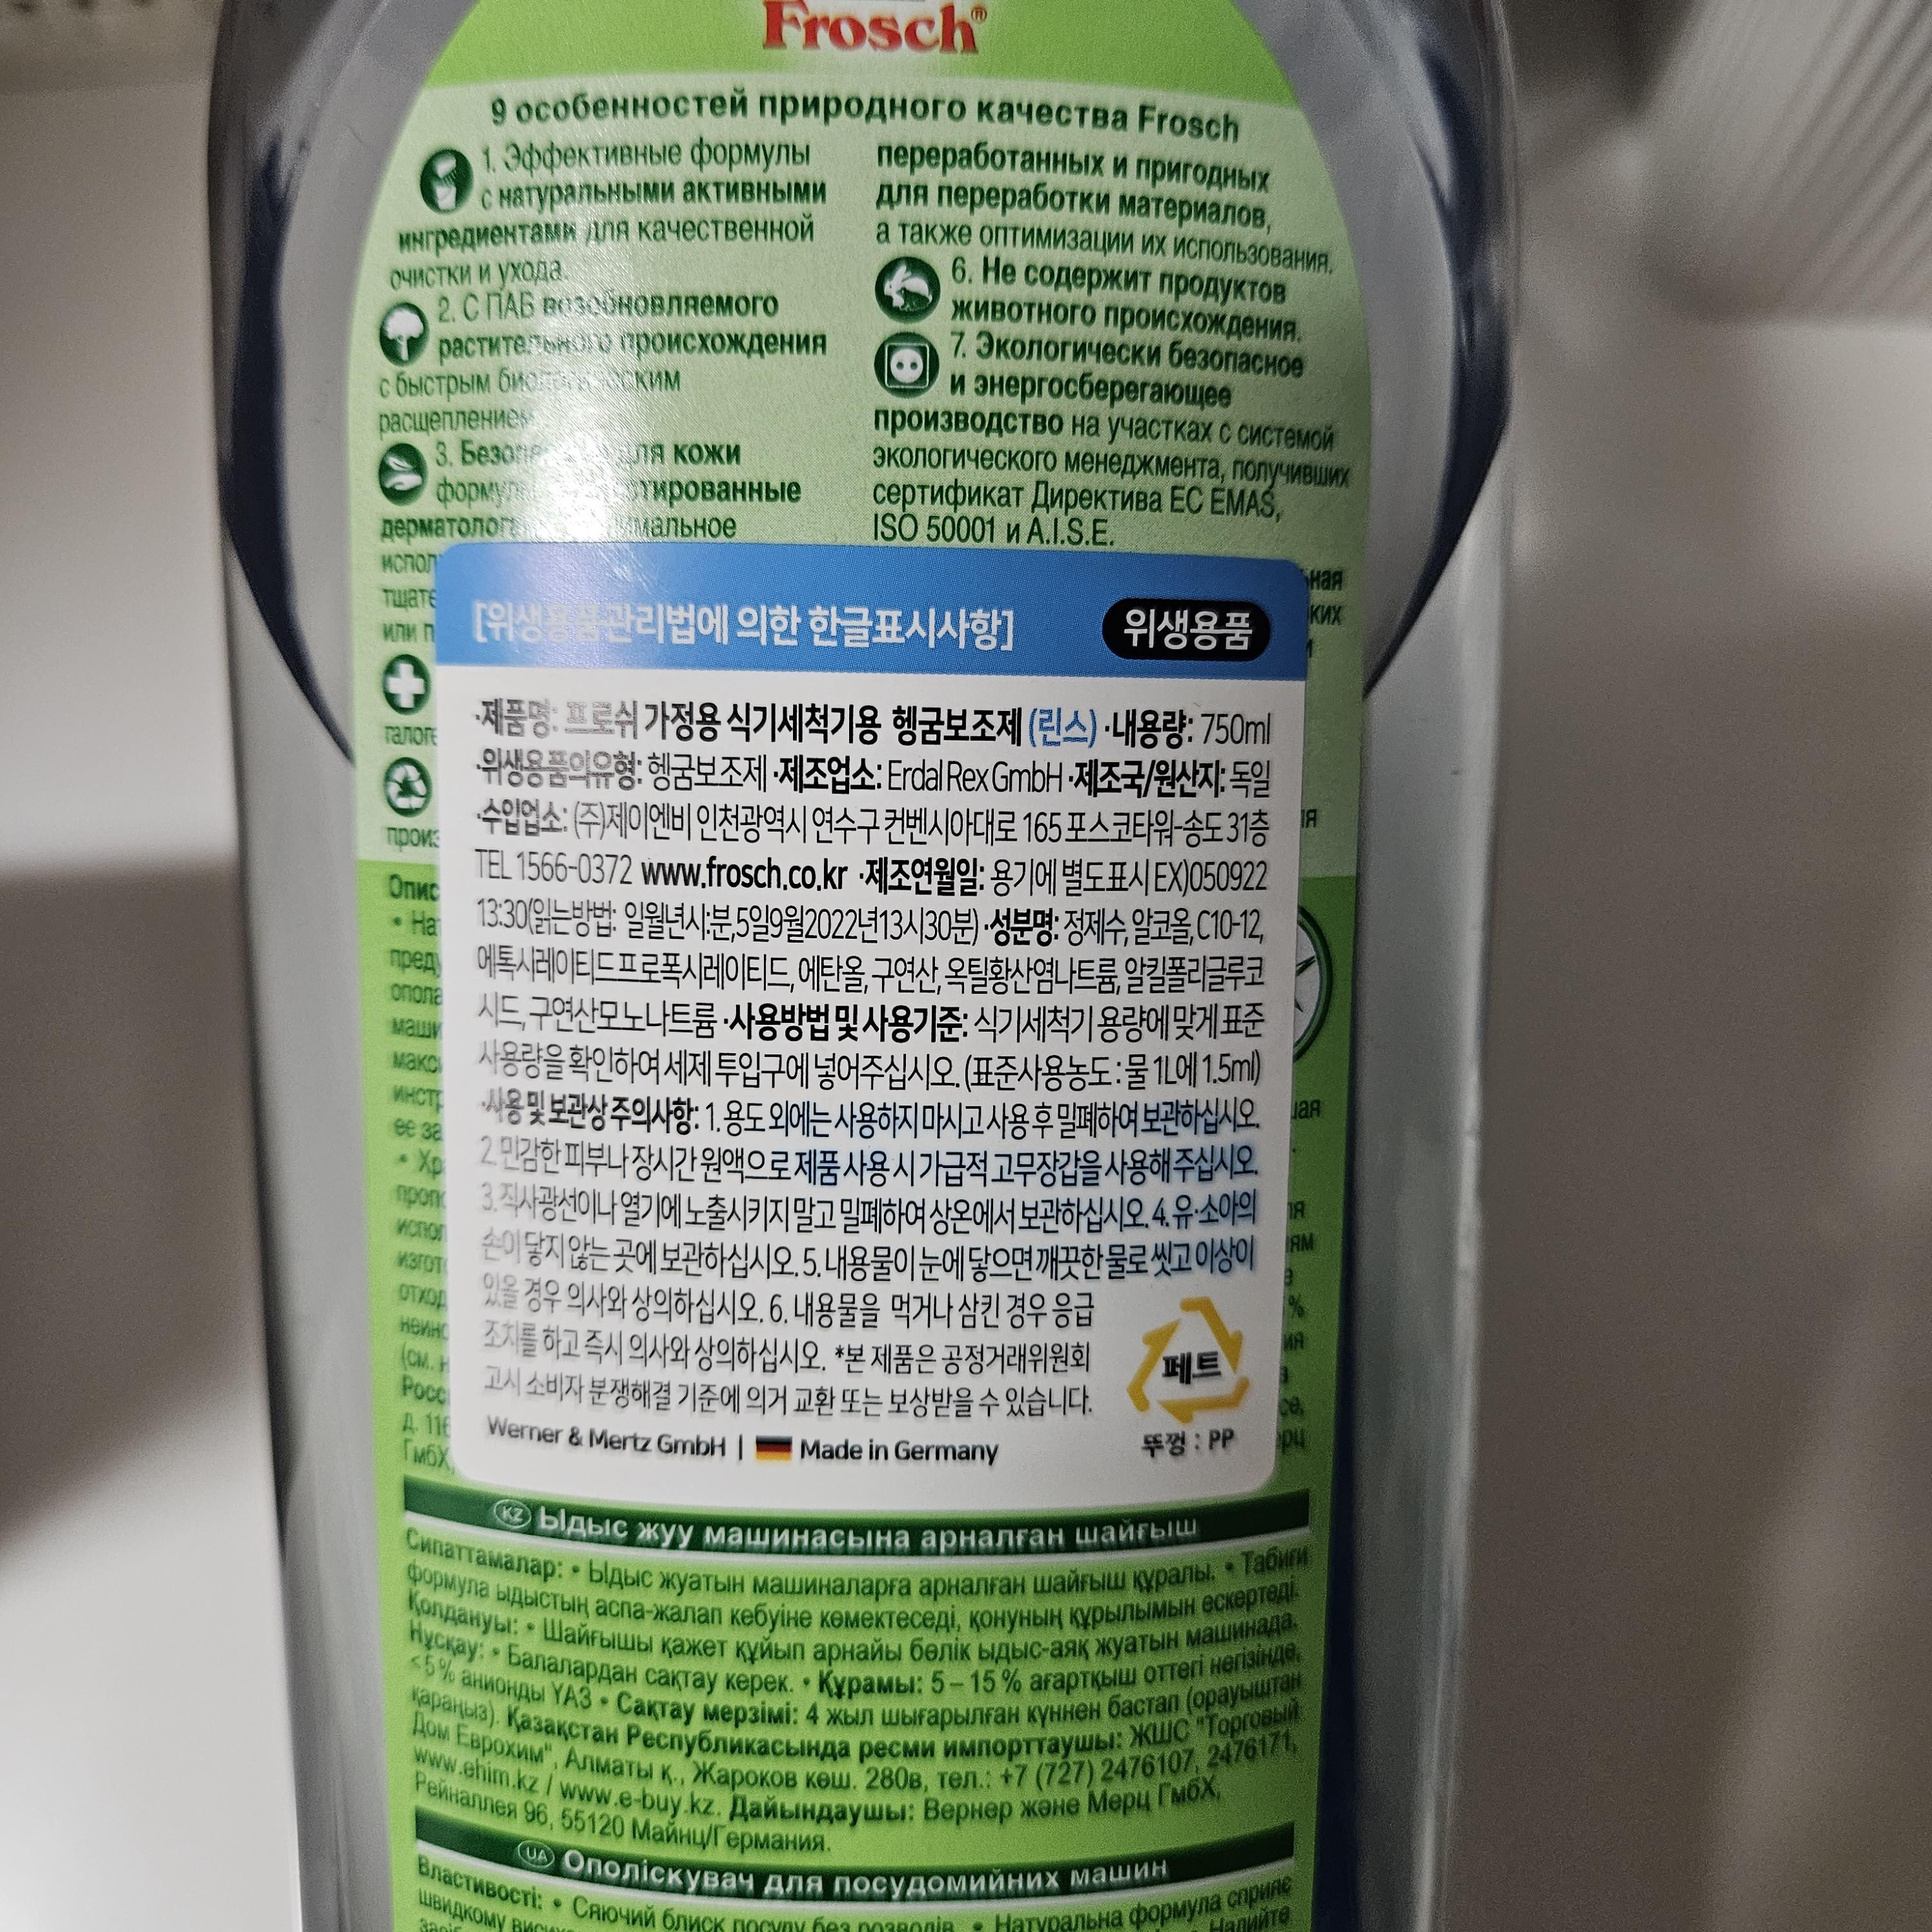 Frosch®
9 особенностей природного качества Frosch
1. Эффективные формулы
с натуральными активными
ингредиентами для качественной
очистки и ухода.
2. С ПАВ возобновляемого
растительного происхождения
с быстрым биологическим
расщеплением.
3. для кожи
дерматолог
испол
тщате
или п
галоге
произ
переработанных и пригодных
для переработки материалов,
а также оптимизации их использования.
6. Не содержит продуктов
животного происхождения.
7. Экологически безопасное
и энергосберегающее
производство на участках с системой
экологического менеджмента, получивших
сертификат Директива ЕС EMAS,
ISO 50001 и A.I.S.E.
[위생용품관리법에 의한 한글표시사항] 위생용품
·제품명: 프로쉬 가정용 식기세척기용 헹굼보조제 (린스) ·내용량: 750ml
·위생용품의유형: 헹굼보조제 ·제조업소: Erdal Rex GmbH ·제조국/원산지: 독일
·수입업소: (주)제이엔비 인천광역시 연수구 컨벤시아대로 165 포스코타워-송도 31층
TEL 1566-0372 www.frosch.co.kr ·제조연월일: 용기에 별도표시 EX)050922
13:30(읽는방법: 일월년시:분,5일9월2022년13시30분) ·성분명: 정제수, 알코올, C10-12,
에톡시레이티드프로폭시레이티드, 에탄올, 구연산, 옥틸황산염나트륨, 알킬폴리글루코
시드, 구연산모노나트륨 ·사용방법 및 사용기준: 식기세척기 용량에 맞게 표준
사용량을 확인하여 세제 투입구에 넣어주십시오. (표준사용농도 : 물 1L에 1.5ml)
·사용 및 보관상 주의사항: 1. 용도 외에는 사용하지 마시고 사용 후 밀폐하여 보관하십시오.
2. 민감한 피부나 장시간 원액으로 제품 사용 시 가급적 고무장갑을 사용해 주십시오.
3. 직사광선이나 열기에 노출시키지 말고 밀폐하여 상온에서 보관하십시오. 4. 유·소아의
손이 닿지 않는 곳에 보관하십시오. 5. 내용물이 눈에 닿으면 깨끗한 물로 씻고 이상이
있을 경우 의사와 상의하십시오. 6. 내용물을 먹거나 삼킨 경우 응급
조치를 하고 즉시 의사와 상의하십시오. *본 제품은 공정거래위원회
고시 소비자 분쟁해결 기준에 의거 교환 또는 보상받을 수 있습니다.
Werner & Mertz GmbH | Made in Germany
페트
뚜껑 : PP
KZ Ыдыс жуу машинасына арналған шайғыш
Сипаттамалар: • Ыдыс жуатын машиналарға арналған шайғыш құралы. • Табиғи
формула ыдыстың аспа-жалап кебуіне көмектеседі, қонуның құрылымын ескертеді.
Қолдануы: • Шайғышы қажет құйып арнайы бөлік ыдыс-аяқ жуатын машинада.
Нұсқау: • Балалардан сақтау керек. • Құрамы: 5 – 15 % ағартқыш оттегі негізінде,
<5 % анионды ҮАЗ • Сақтау мерзімі: 4 жыл шығарылған күннен бастап (орауыштан
қараңыз). Қазақстан Республикасында ресми импорттаушы: ЖШС "Торговый
Дом Еврохим", Алматы қ., Жароков көш. 280в, тел.: +7 (727) 2476107, 2476171,
www.ehim.kz / www.e-buy.kz. Дайындаушы: Вернер және Мерц ГмбХ,
Рейналлея 96, 55120 Майнц/Германия.
UA Ополіскувач для посудомийних машин
Властивості: • Сяючий блиск посуду без розводів. • Натуральна формула сприяє
швидкому